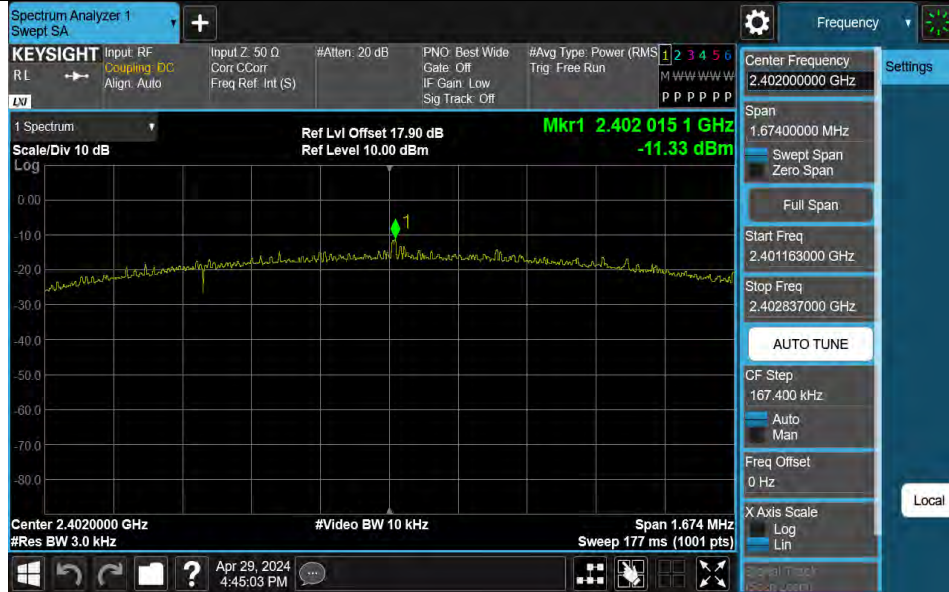 Spectrum Analyzer 1
Swept SA
+
Frequency
KEYSIGHT
RL
LXI
Input: RF
Coupling: DC
Align: Auto
Input Z: 50 Ω
Corr CCorr
Freq Ref: Int (S)
#Atten: 20 dB
PNO: Best Wide
Gate: Off
IF Gain: Low
Sig Track: Off
#Avg Type: Power (RMS
Trig: Free Run
1 2 3 4 5 6
M W W W W W
P P P P P P
1 Spectrum
Scale/Div 10 dB
Log
Ref Lvl Offset 17.90 dB
Ref Level 10.00 dBm
Mkr1 2.402 015 1 GHz
-11.33 dBm
0.00
-10.0
-20.0
-30.0
-40.0
-50.0
-60.0
-70.0
-80.0
1
Center 2.4020000 GHz
#Res BW 3.0 kHz
#Video BW 10 kHz
Span 1.674 MHz
Sweep 177 ms (1001 pts)
?
Apr 29, 2024
4:45:03 PM
Center Frequency
2.402000000 GHz
Span
1.67400000 MHz
Swept Span
Zero Span
Full Span
Start Freq
2.401163000 GHz
Stop Freq
2.402837000 GHz
AUTO TUNE
CF Step
167.400 kHz
Auto
Man
Freq Offset
0 Hz
X Axis Scale
Log
Lin
Signal Track
(Span Zoom)
Settings
Local